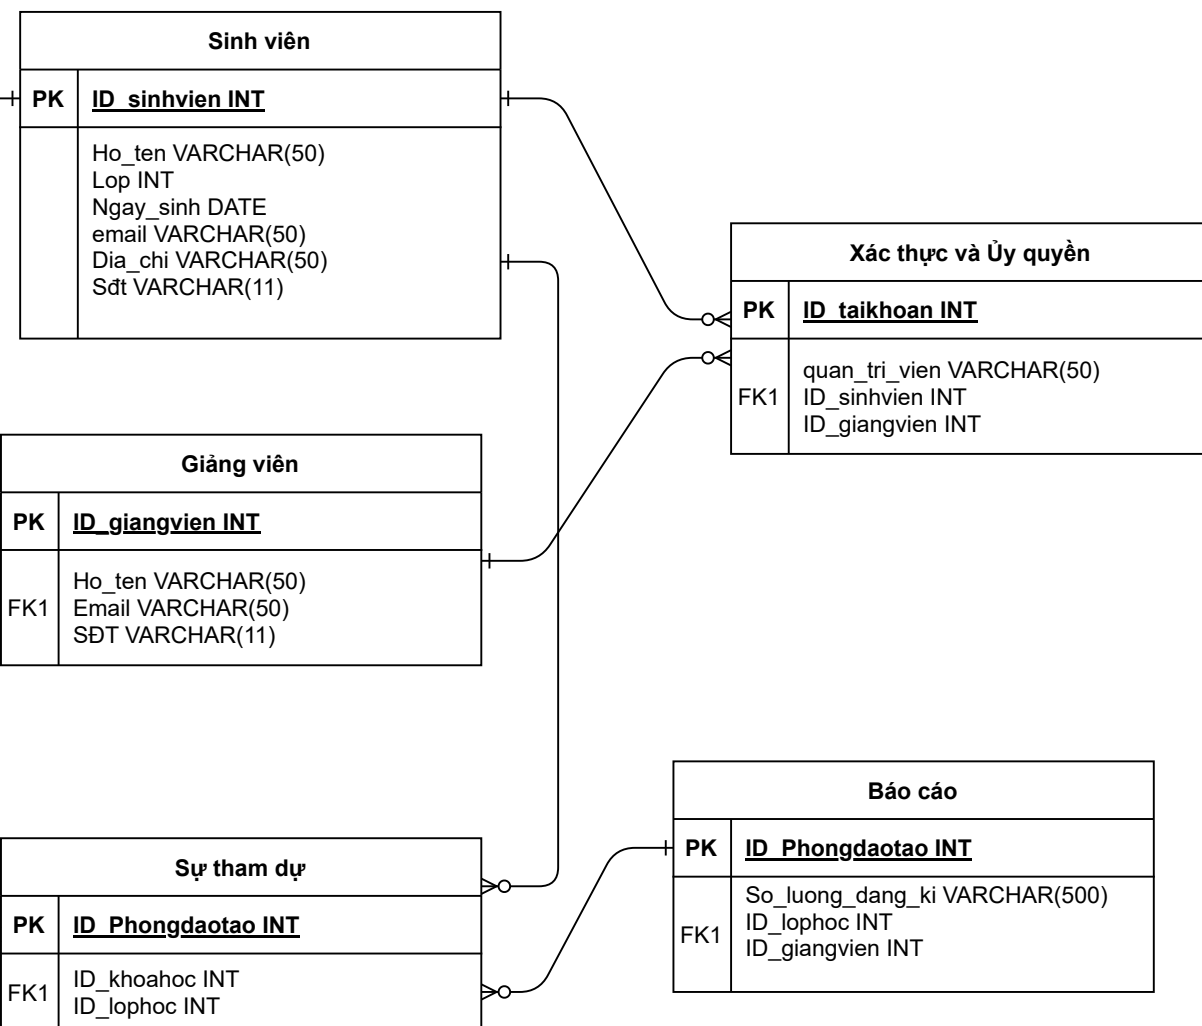 Sinh viên
PK ID_sinhvien INT
Ho_ten VARCHAR(50)
Lop INT
Ngay_sinh DATE
email VARCHAR(50)
Dia_chi VARCHAR(50)
Sđt VARCHAR(11)
Xác thực và Ủy quyền
PK ID_taikhoan INT
quan_tri_vien VARCHAR(50)
FK1 ID_sinhvien INT
ID_giangvien INT
Giảng viên
PK ID_giangvien INT
Ho_ten VARCHAR(50)
FK1 Email VARCHAR(50)
SĐT VARCHAR(11)
Báo cáo
PK ID_Phongdaotao INT
So_luong_dang_ki VARCHAR(500)
FK1 ID_lophoc INT
ID_giangvien INT
Sự tham dự
PK ID_Phongdaotao INT
FK1 ID_khoahoc INT
ID_lophoc INT